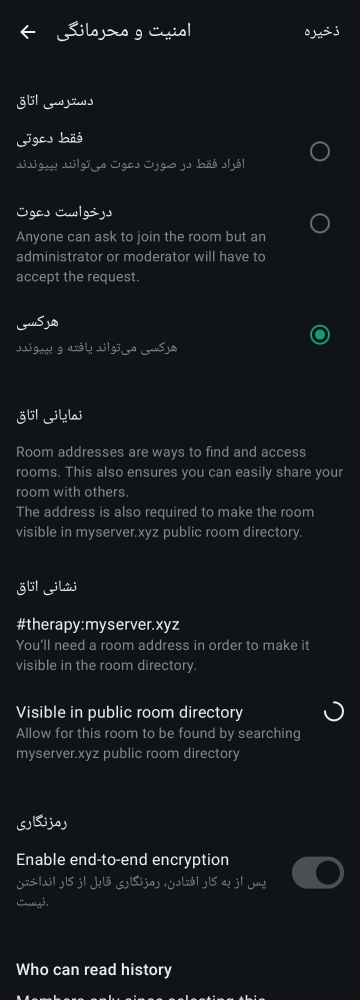 امنیت و محرمانگی
ذخیره
دسترسی اتاق
فقط دعوتی
افراد فقط در صورت دعوت می‌توانند بپیوندند
درخواست دعوت
Anyone can ask to join the room but an
administrator or moderator will have to
accept the request.
هرکسی
هرکسی می‌تواند یافته و بپیوندد
نمایانی اتاق
Room addresses are ways to find and access
rooms. This also ensures you can easily share your
room with others.
The address is also required to make the room
visible in myserver.xyz public room directory.
نشانی اتاق
#therapy:myserver.xyz
You’ll need a room address in order to make it
visible in the room directory.
Visible in public room directory
Allow for this room to be found by searching
myserver.xyz public room directory
رمزنگاری
Enable end-to-end encryption
پس از به کار افتادن، رمزنگاری قابل از کار انداختن
نیست.
Who can read history
Members only since selecting this